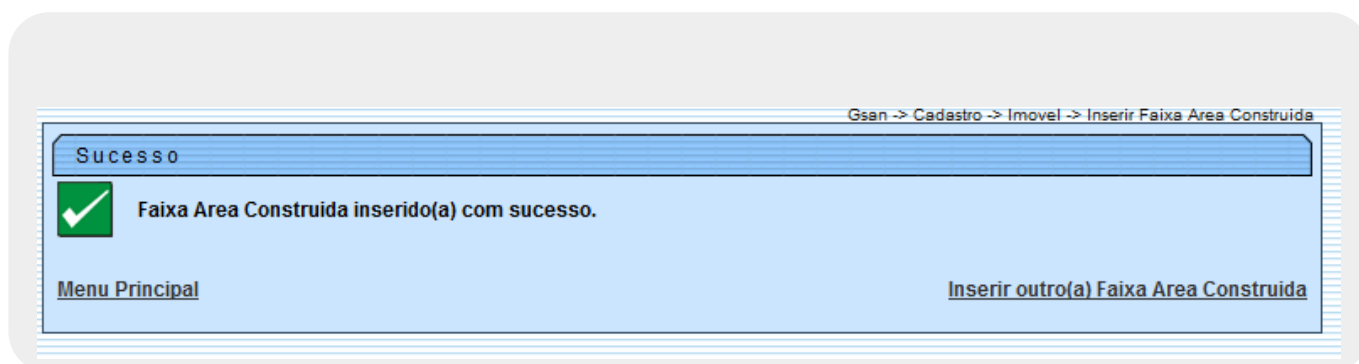 Gsan -> Cadastro -> Imovel -> Inserir Faixa Area Construida
Sucesso
Faixa Area Construida inserido(a) com sucesso.
Menu Principal
Inserir outro(a) Faixa Area Construida